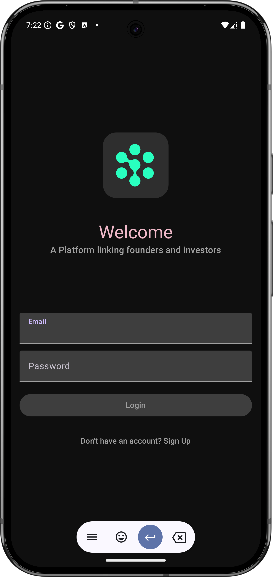 7:22
Welcome
A Platform linking founders and Investors
Email
Password
Login
Don't have an account? Sign Up